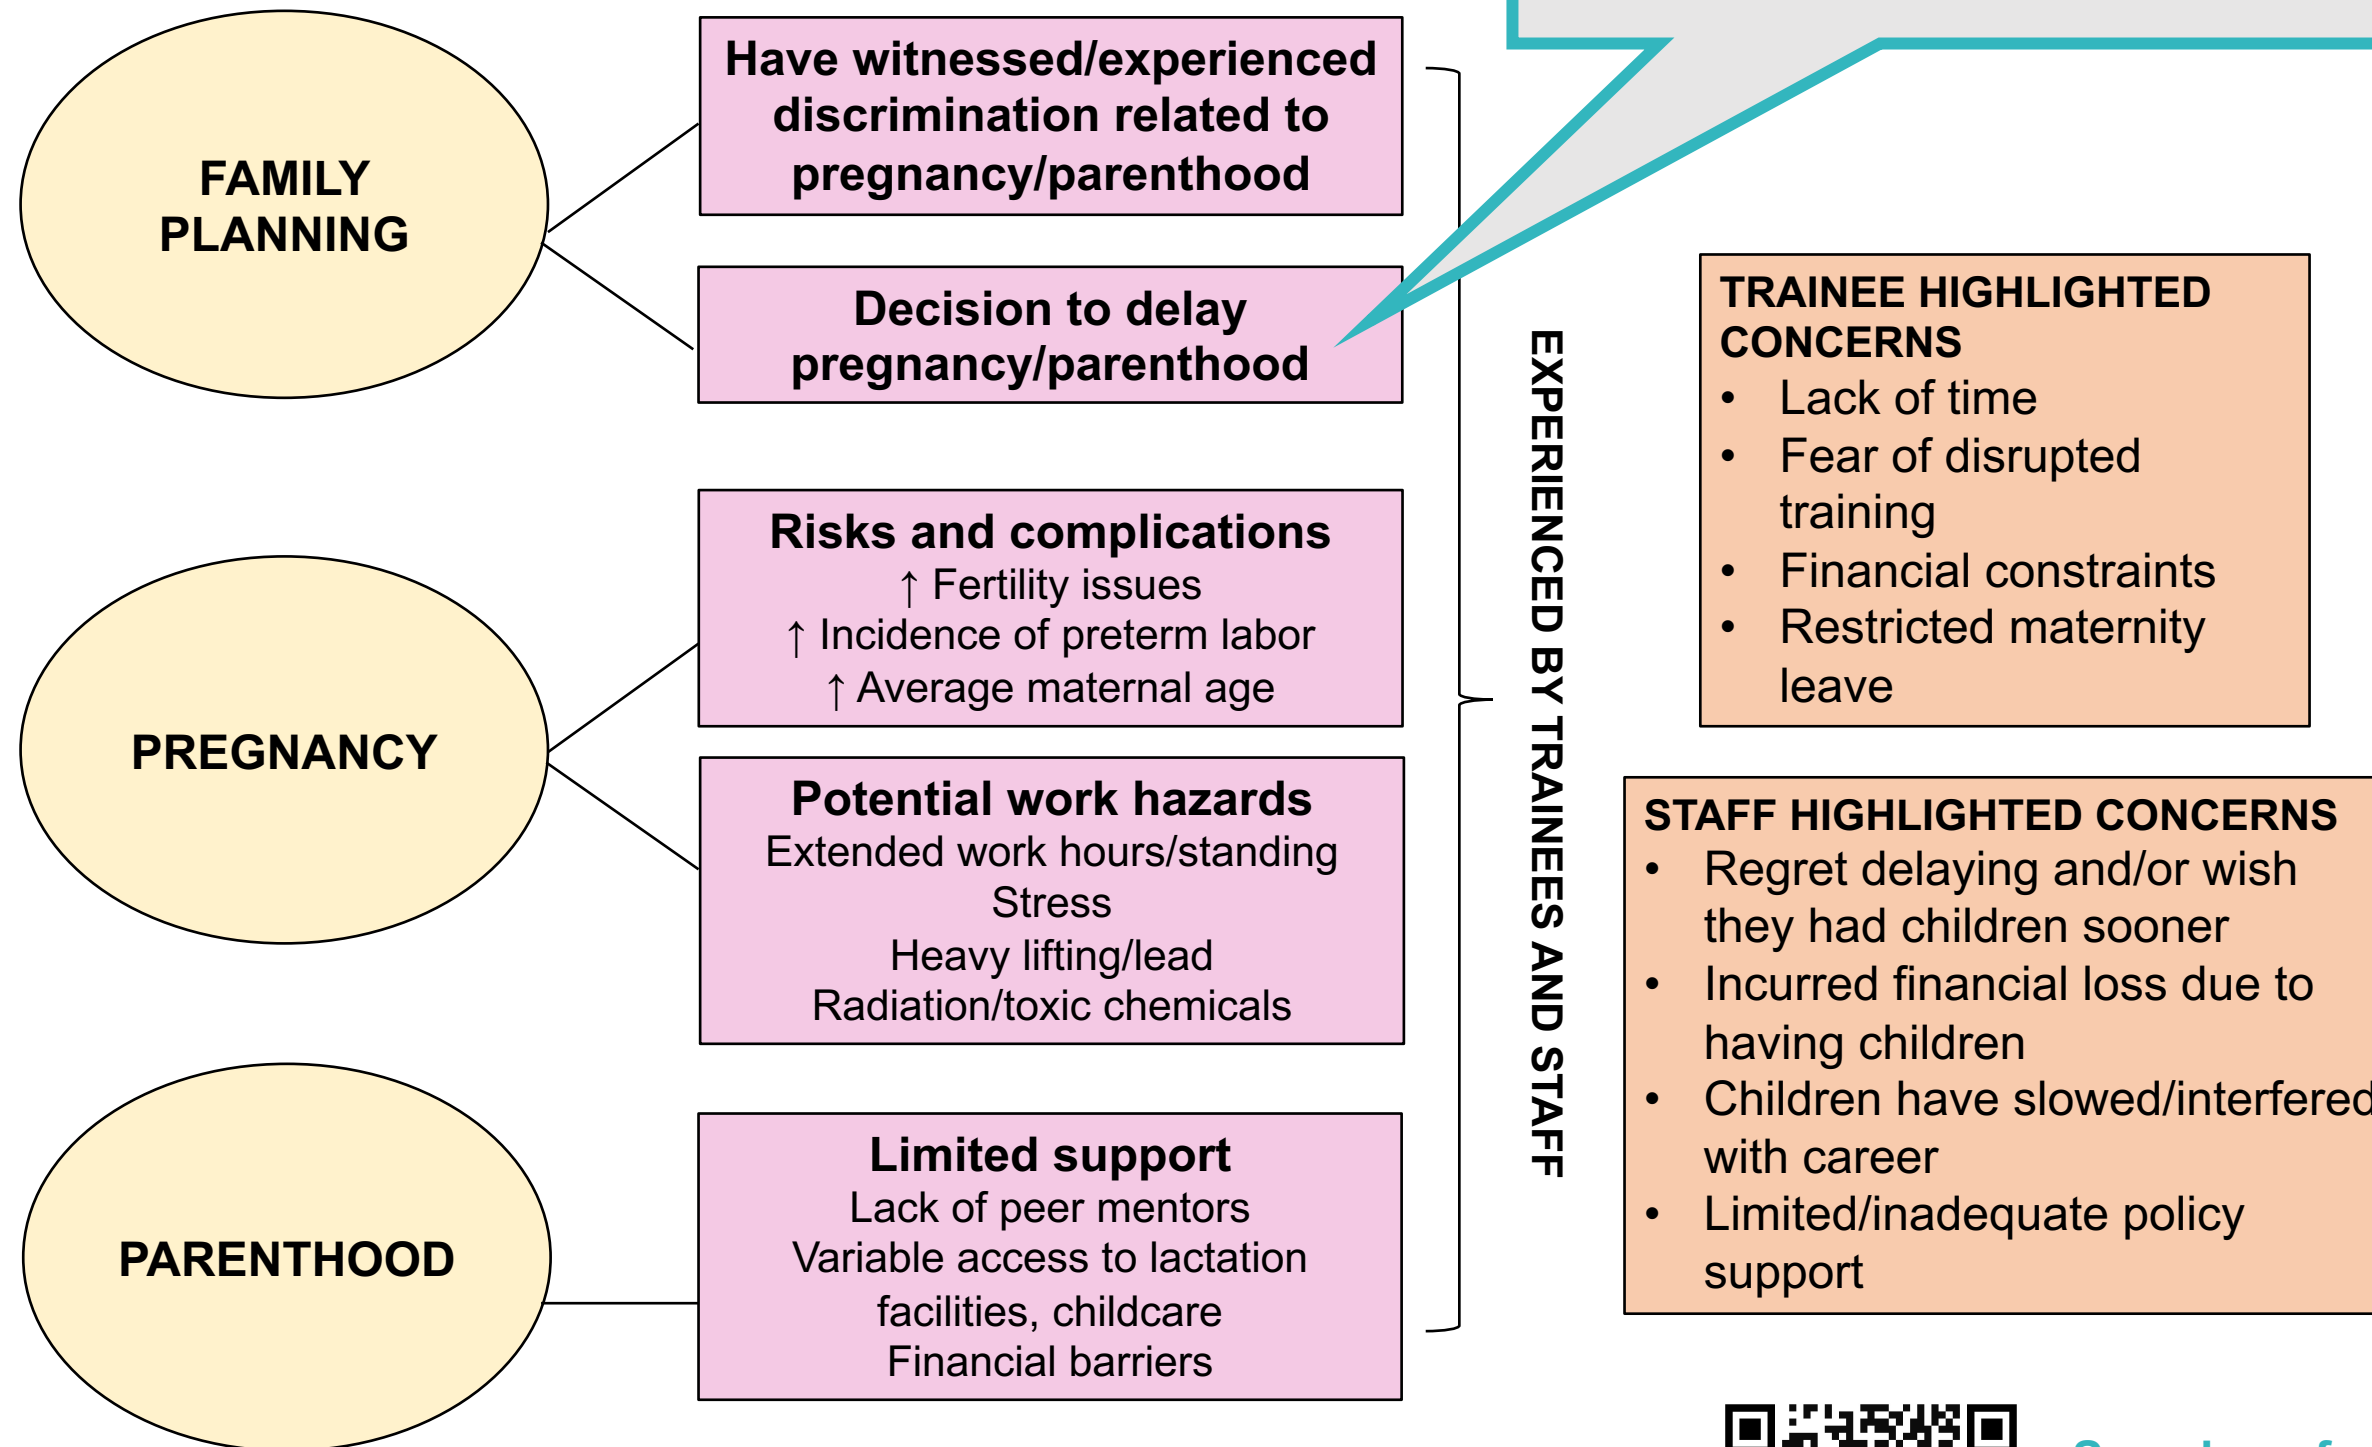 FAMILY
PLANNING
Have witnessed/experienced
discrimination related to
pregnancy/parenthood
Decision to delay
pregnancy/parenthood
PREGNANCY
Risks and complications
↑ Fertility issues
↑ Incidence of preterm labor
↑ Average maternal age
Potential work hazards
Extended work hours/standing
Stress
Heavy lifting/lead
Radiation/toxic chemicals
PARENTHOOD
Limited support
Lack of peer mentors
Variable access to lactation
facilities, childcare
Financial barriers
EXPERIENCED BY TRAINEES AND STAFF
TRAINEE HIGHLIGHTED
CONCERNS
• Lack of time
• Fear of disrupted
training
• Financial constraints
• Restricted maternity
leave
STAFF HIGHLIGHTED CONCERNS
• Regret delaying and/or wish
they had children sooner
• Incurred financial loss due to
having children
• Children have slowed/interfered
with career
• Limited/inadequate policy
support